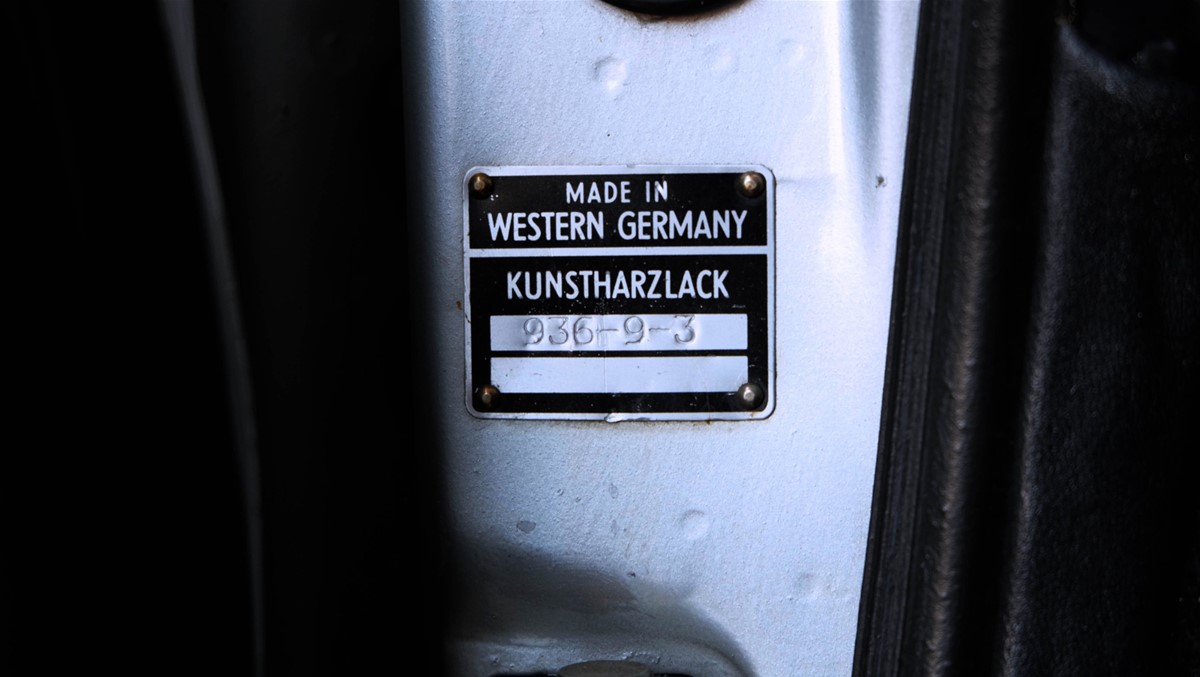 MADE IN
WESTERN GERMANY
KUNSTHARZLACK
936-9-3